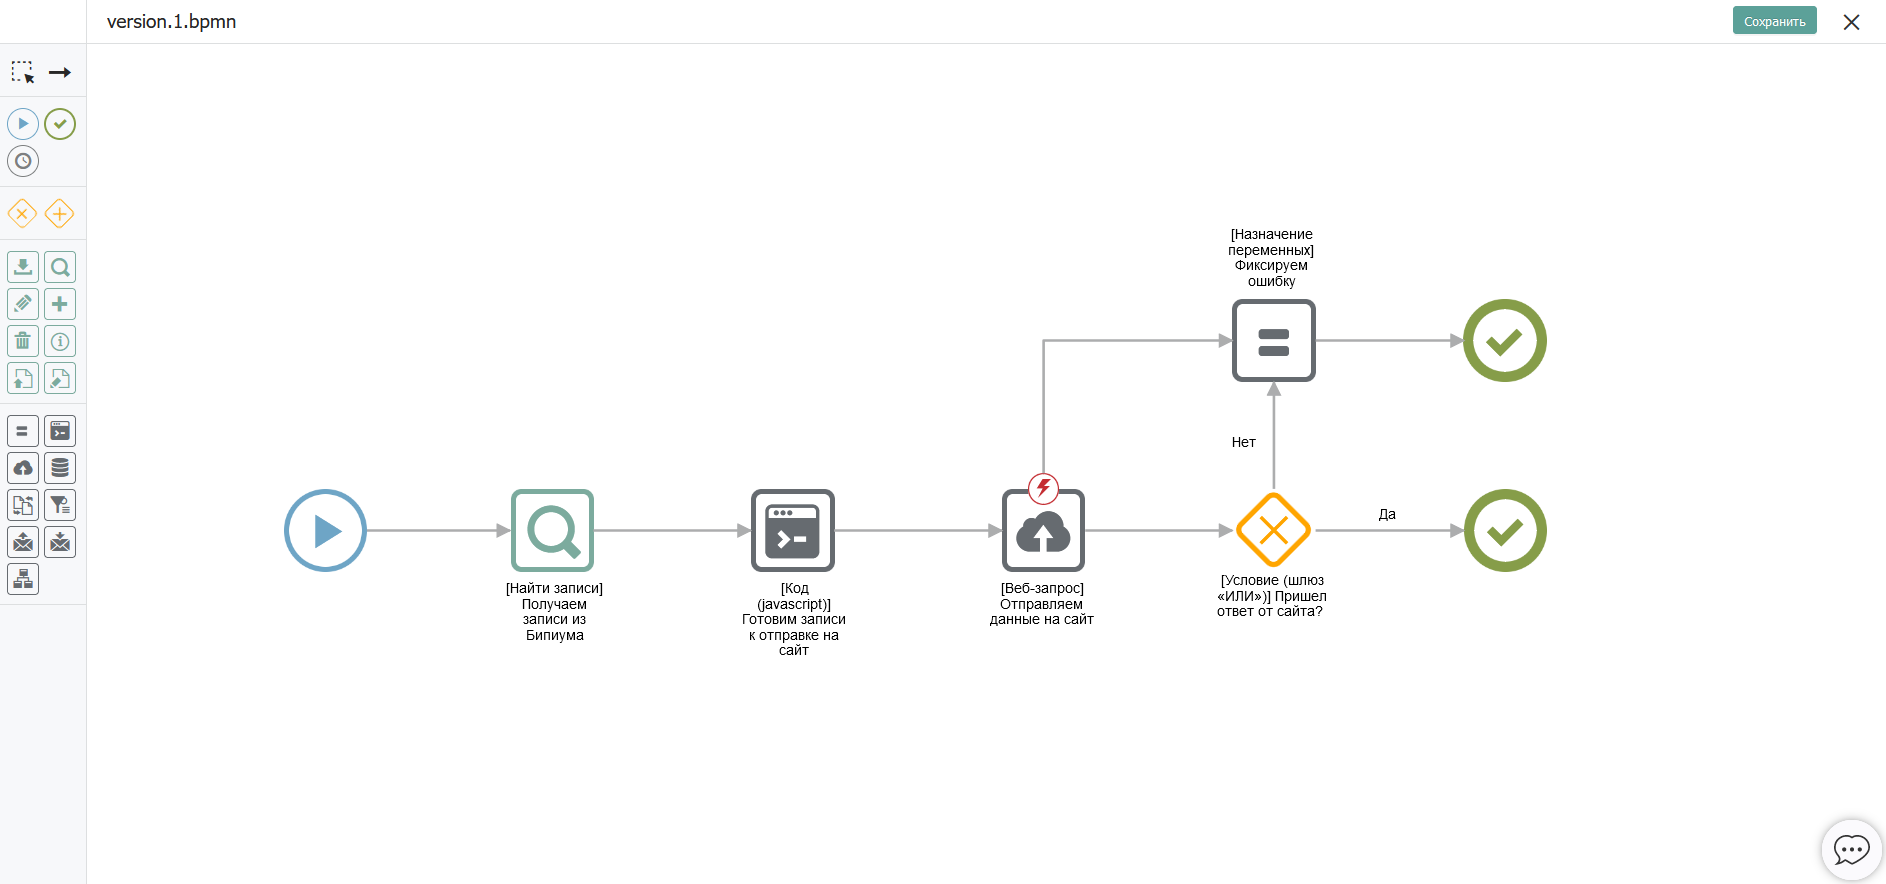 version.1.bpmn
Сохранить
[Назначение
переменных]
Фиксируем
ошибку
Нет
Да
[Найти записи]
Получаем
записи из
Бипиума
[Код
(javascript)]
Готовим записи
к отправке на
сайт
[Веб-запрос]
Отправляем
данные на сайт
[Условие (шлюз
«ИЛИ»)] Пришел
ответ от сайта?